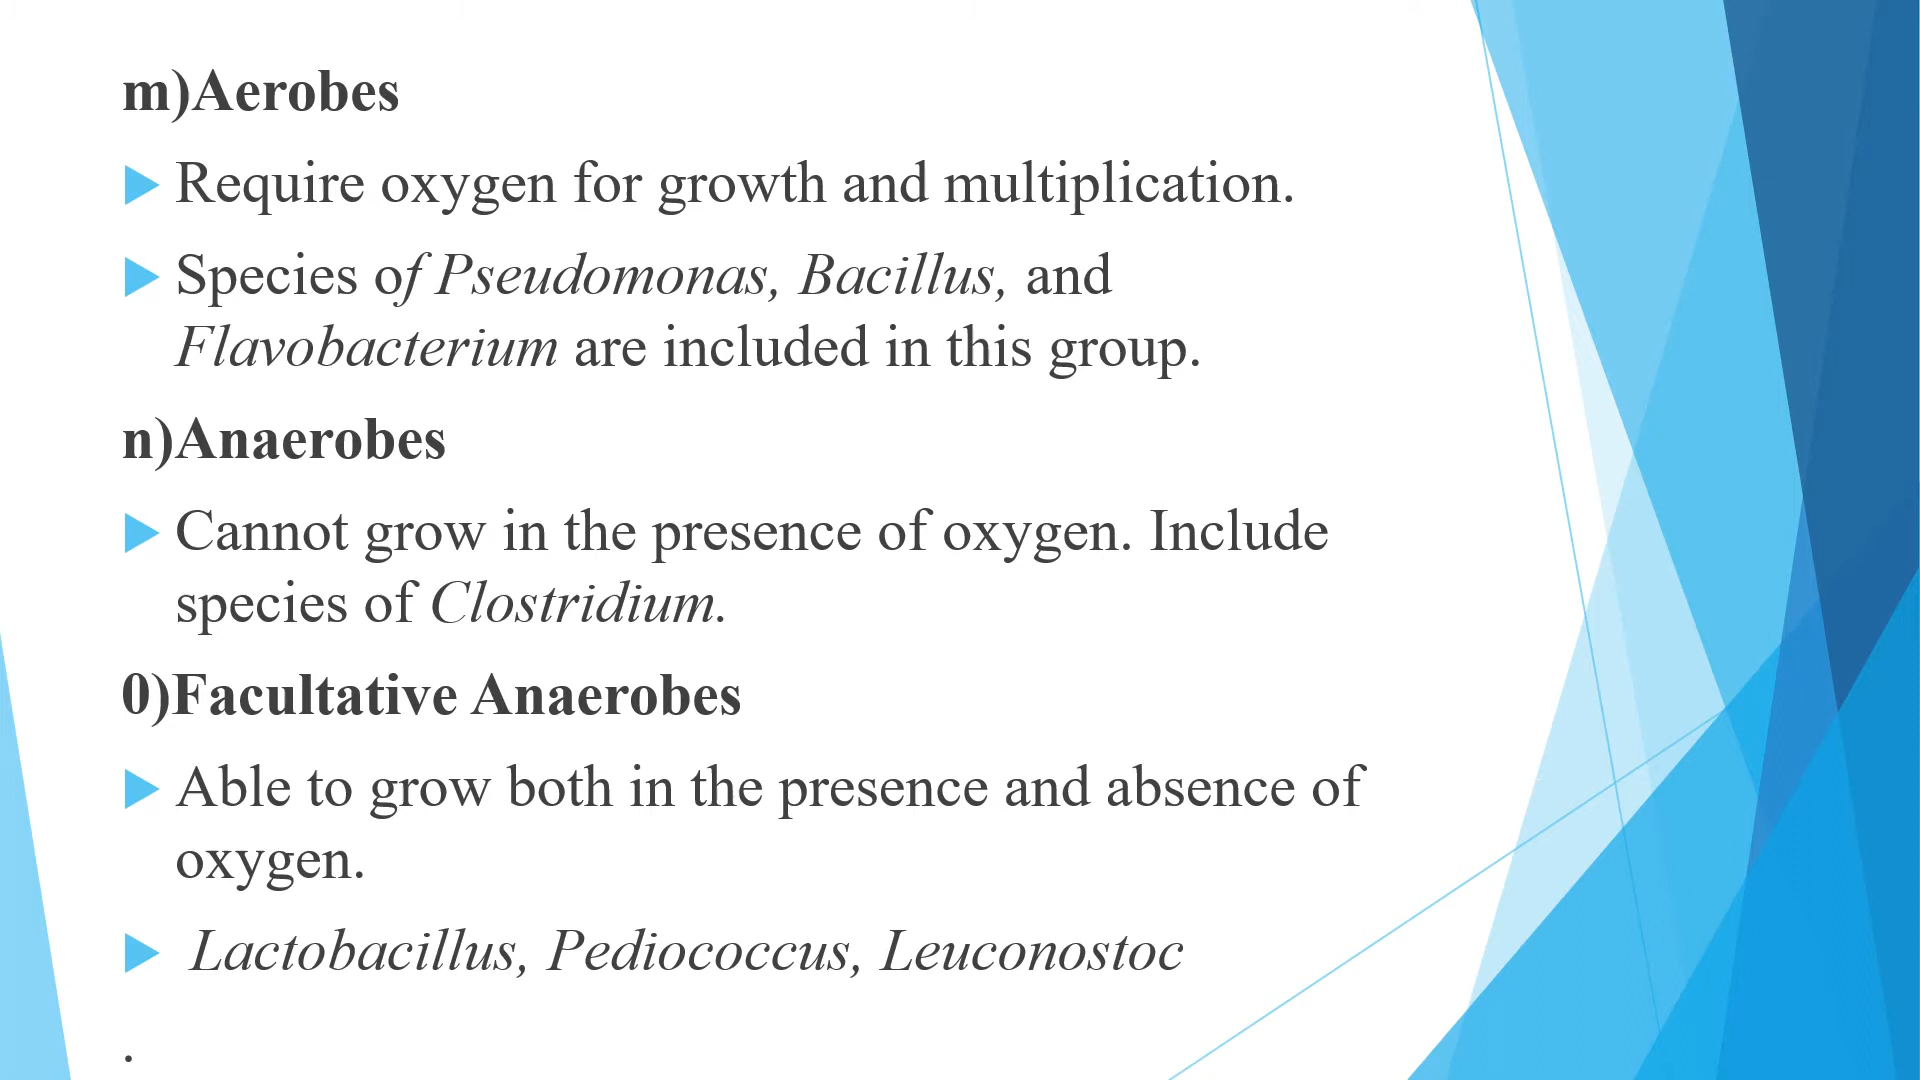 m)Aerobes
Require oxygen for growth and multiplication.
Species of Pseudomonas, Bacillus, and
Flavobacterium are included in this group.
n)Anaerobes
Cannot grow in the presence of oxygen. Include
species of Clostridium.
0)Facultative Anaerobes
Able to grow both in the presence and absence of
oxygen.
Lactobacillus, Pediococcus, Leuconostoc
.